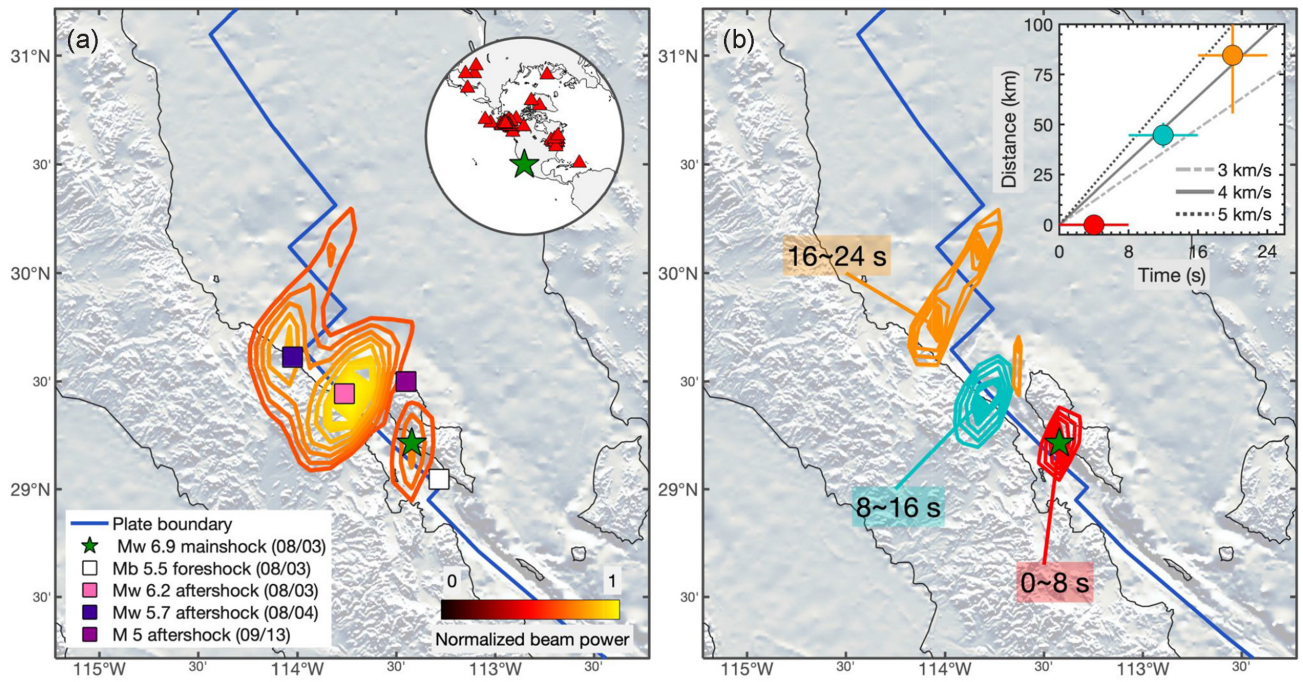 (a)
31°N
30'
30°N
30'
29°N
30'
115°W
30'
114°W
30'
113°W
30'
Plate boundary
Mw 6.9 mainshock (08/03)
Mb 5.5 foreshock (08/03)
Mw 6.2 aftershock (08/03)
Mw 5.7 aftershock (08/04)
M 5 aftershock (09/13)
0 1
Normalized beam power
(b)
100
75
50
25
0
Distance (km)
0 8 16 24
Time (s)
3 km/s
4 km/s
5 km/s
16~24 s
8~16 s
0~8 s
31°N
30'
30°N
30'
29°N
30'
115°W
30'
114°W
30'
113°W
30'